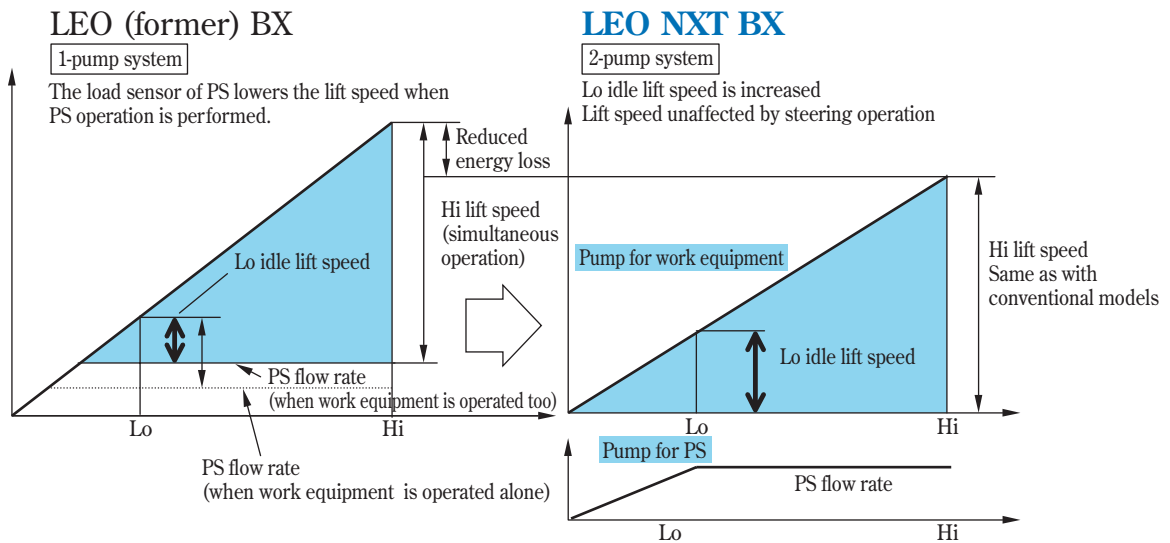 LEO (former) BX
1-pump system
The load sensor of PS lowers the lift speed when
PS operation is performed.
Reduced
energy loss
Hi lift speed
(simultaneous
operation)
Lo idle lift speed
PS flow rate
(when work equipment is operated too)
Lo
Hi
PS flow rate
(when work equipment is operated alone)
LEO NXT BX
2-pump system
Lo idle lift speed is increased
Lift speed unaffected by steering operation
Pump for work equipment
Hi lift speed
Same as with
conventional models
Lo idle lift speed
Lo
Hi
Pump for PS
PS flow rate
Lo
Hi